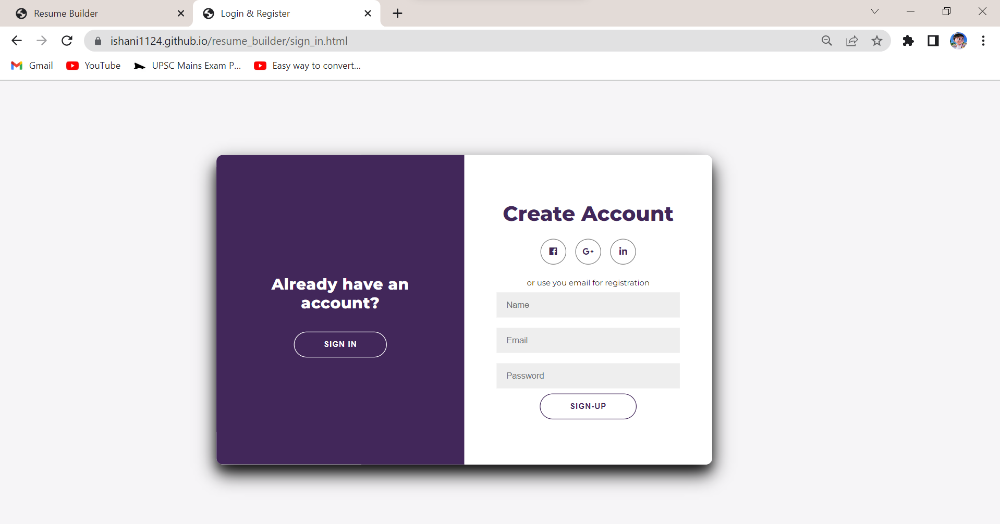 Resume Builder
Login & Register
ishani1124.github.io/resume_builder/sign_in.html
Gmail
YouTube
UPSC Mains Exam P...
Easy way to convert...
Already have an
account?
SIGN IN
Create Account
G+
in
or use you email for registration
Name
Email
Password
SIGN-UP